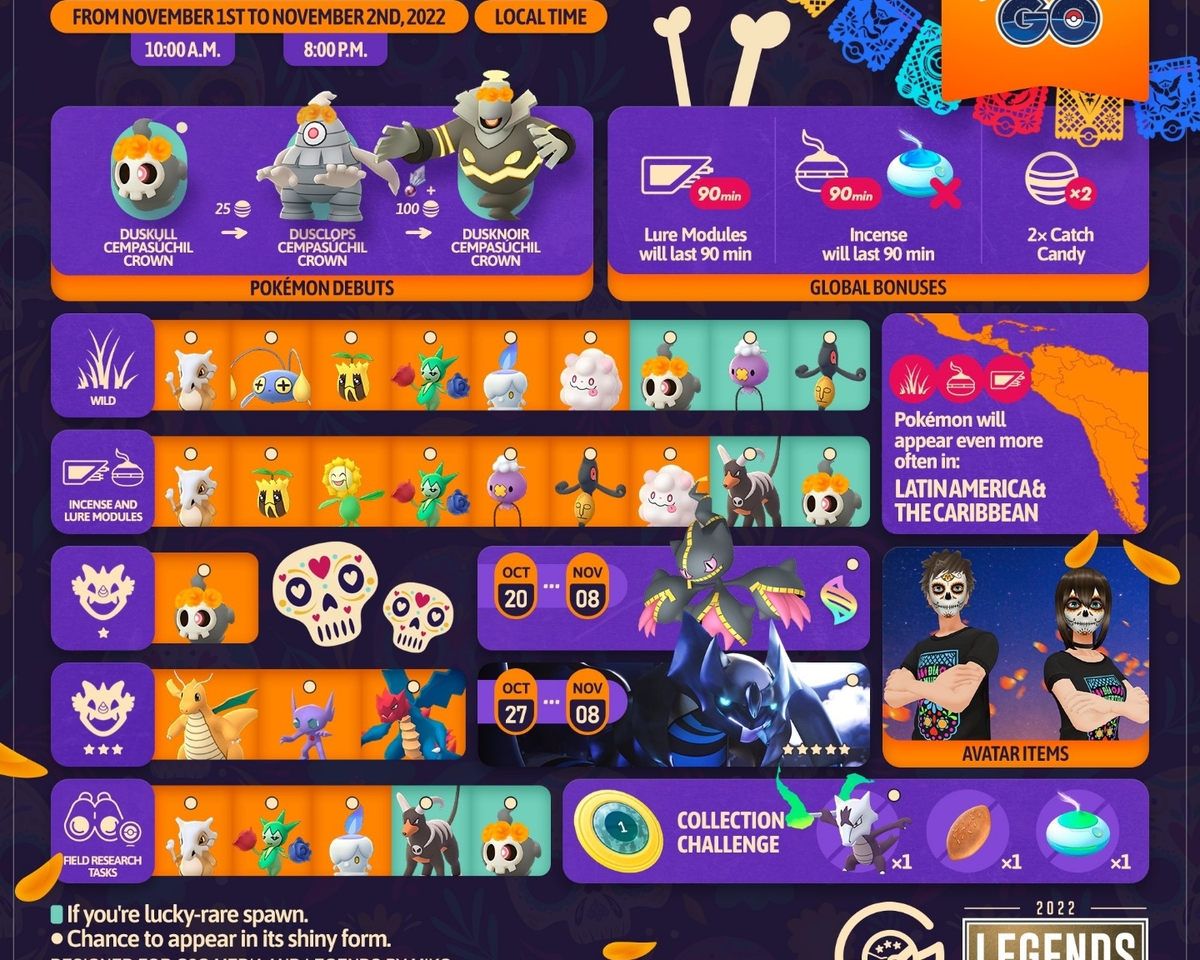 FROM NOVEMBER 1ST TO NOVEMBER 2ND, 2022
LOCAL TIME
10:00 A.M.
8:00 P.M.
GO
25
100
+
DUSKULL
CEMPASÚCHIL
CROWN
DUSCLOPS
CEMPASÚCHIL
CROWN
DUSKNOIR
CEMPASÚCHIL
CROWN
POKÉMON DEBUTS
90min
Lure Modules
will last 90 min
90min
Incense
will last 90 min
×2
2× Catch
Candy
GLOBAL BONUSES
WILD
INCENSE AND
LURE MODULES
Pokémon will
appear even more
often in:
LATIN AMERICA &
THE CARIBBEAN
OCT
20
...
NOV
08
OCT
27
...
NOV
08
AVATAR ITEMS
FIELD RESEARCH
TASKS
1
COLLECTION
CHALLENGE
×1
×1
×1
If you're lucky-rare spawn.
Chance to appear in its shiny form.
2022
LEGENDS